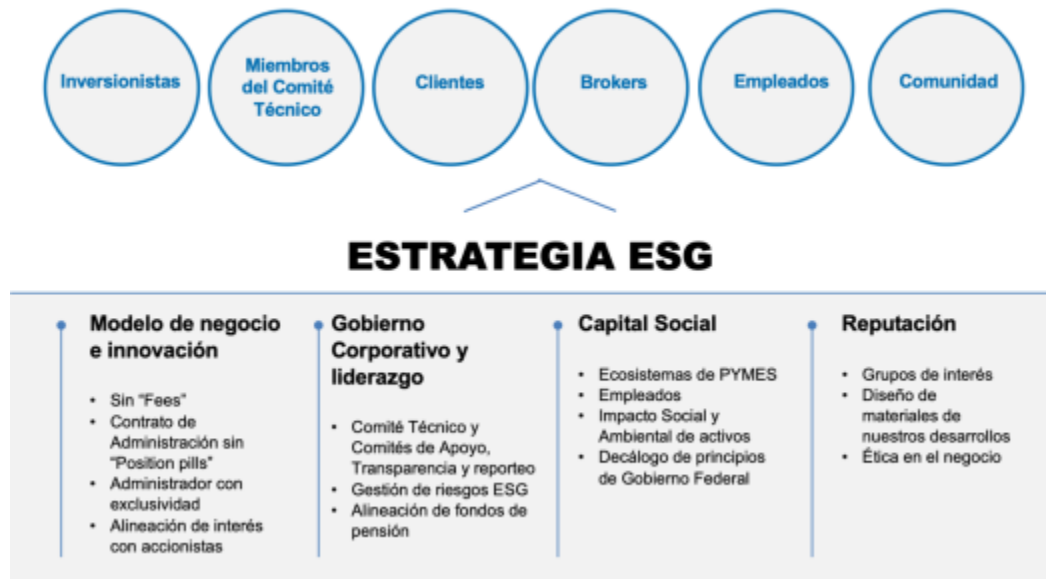 Inversionistas
Miembros
del Comité
Técnico
Clientes
Brokers
Empleados
Comunidad
ESTRATEGIA ESG
Modelo de negocio
e innovación
• Sin "Fees"
• Contrato de
Administración sin
"Position pills"
• Administrador con
exclusividad
• Alineación de interés
con accionistas
Gobierno
Corporativo y
liderazgo
• Comité Técnico y
Comités de Apoyo,
Transparencia y reporteo
• Gestión de riesgos ESG
• Alineación de fondos de
pensión
Capital Social
• Ecosistemas de PYMES
• Empleados
• Impacto Social y
Ambiental de activos
• Decálogo de principios
de Gobierno Federal
Reputación
• Grupos de interés
• Diseño de
materiales de
nuestros desarrollos
• Ética en el negocio